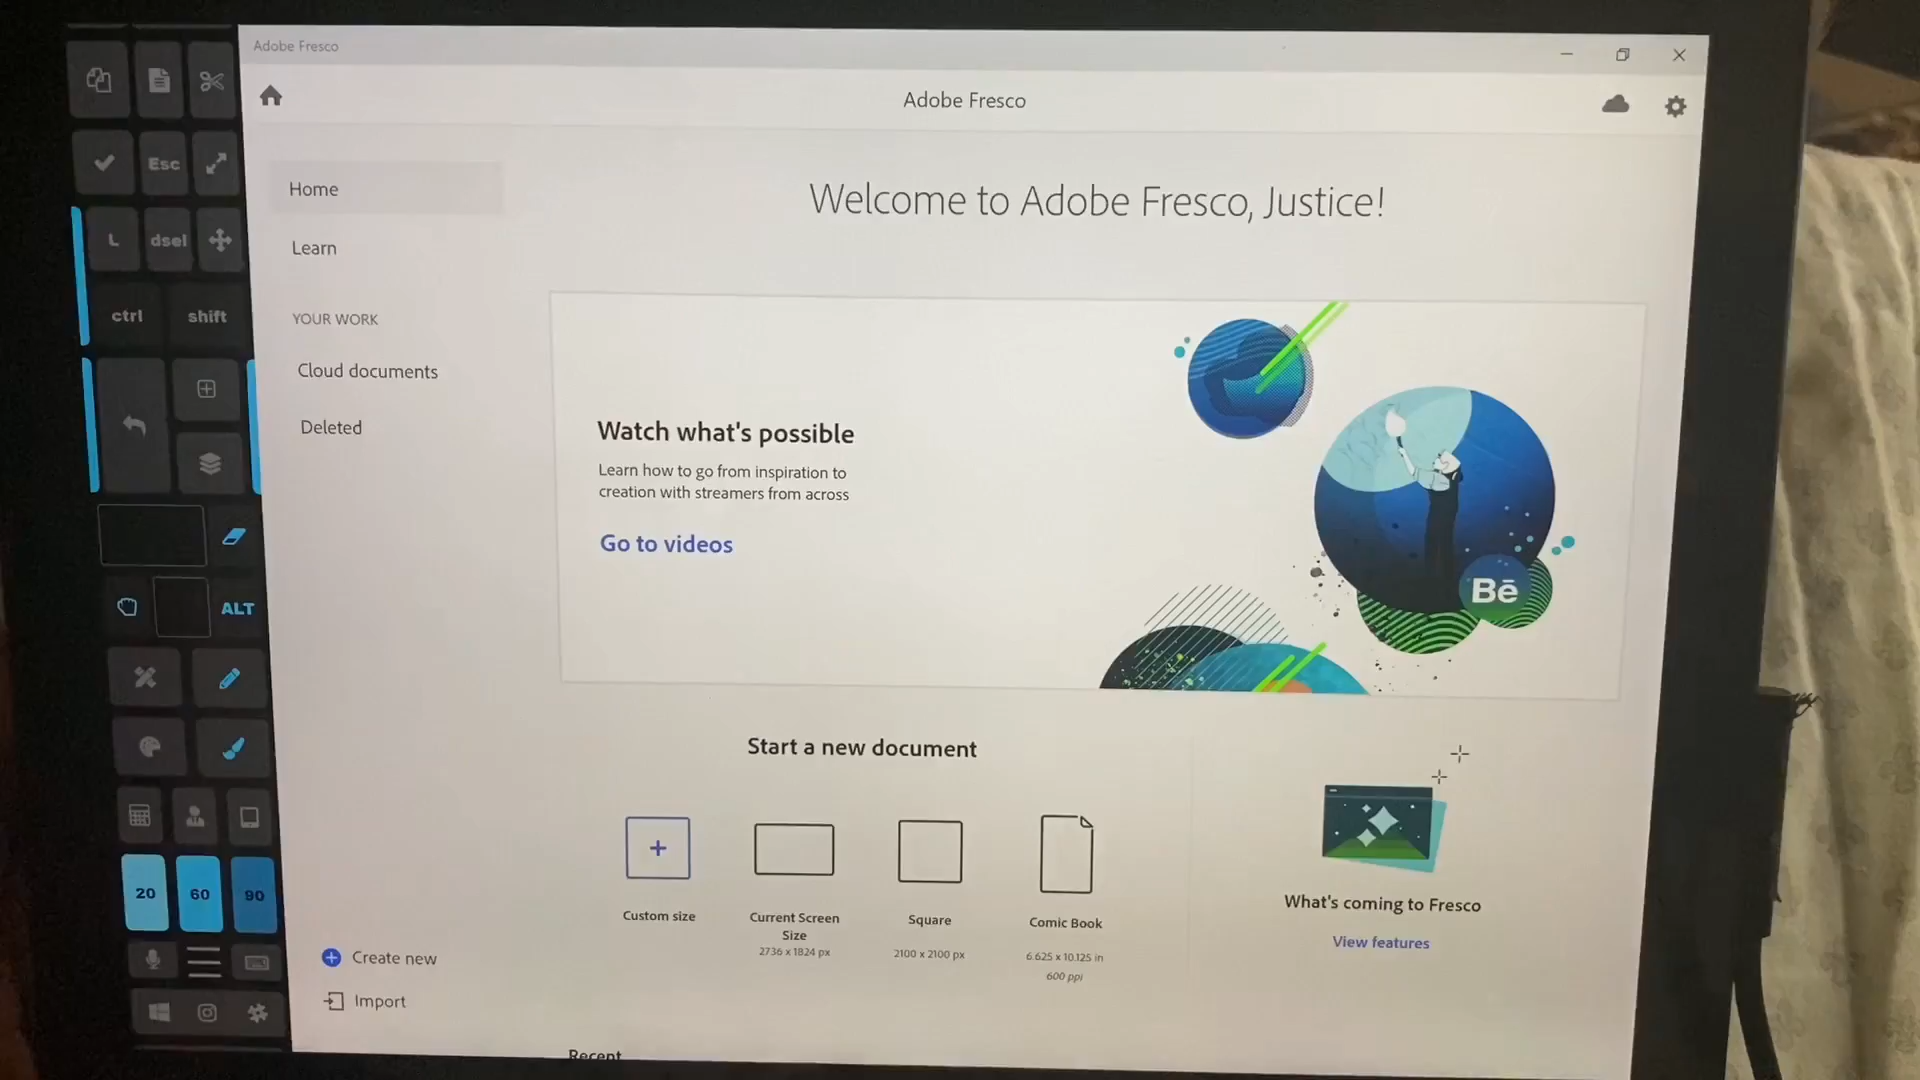 Adobe Fresco
Adobe Fresco
Home
Learn
YOUR WORK
Cloud documents
Deleted
Create new
Import
Welcome to Adobe Fresco, Justice!
Watch what's possible
Learn how to go from inspiration to
creation with streamers from across
Go to videos
Bē
Start a new document
Custom size
Current Screen
Size
2736 x 1824 px
Square
2100 x 2100 px
Comic Book
6.625 x 10.125 in
600 ppi
What's coming to Fresco
View features
Recent
Esc
L
dsel
ctrl
shift
ALT
20
60
90